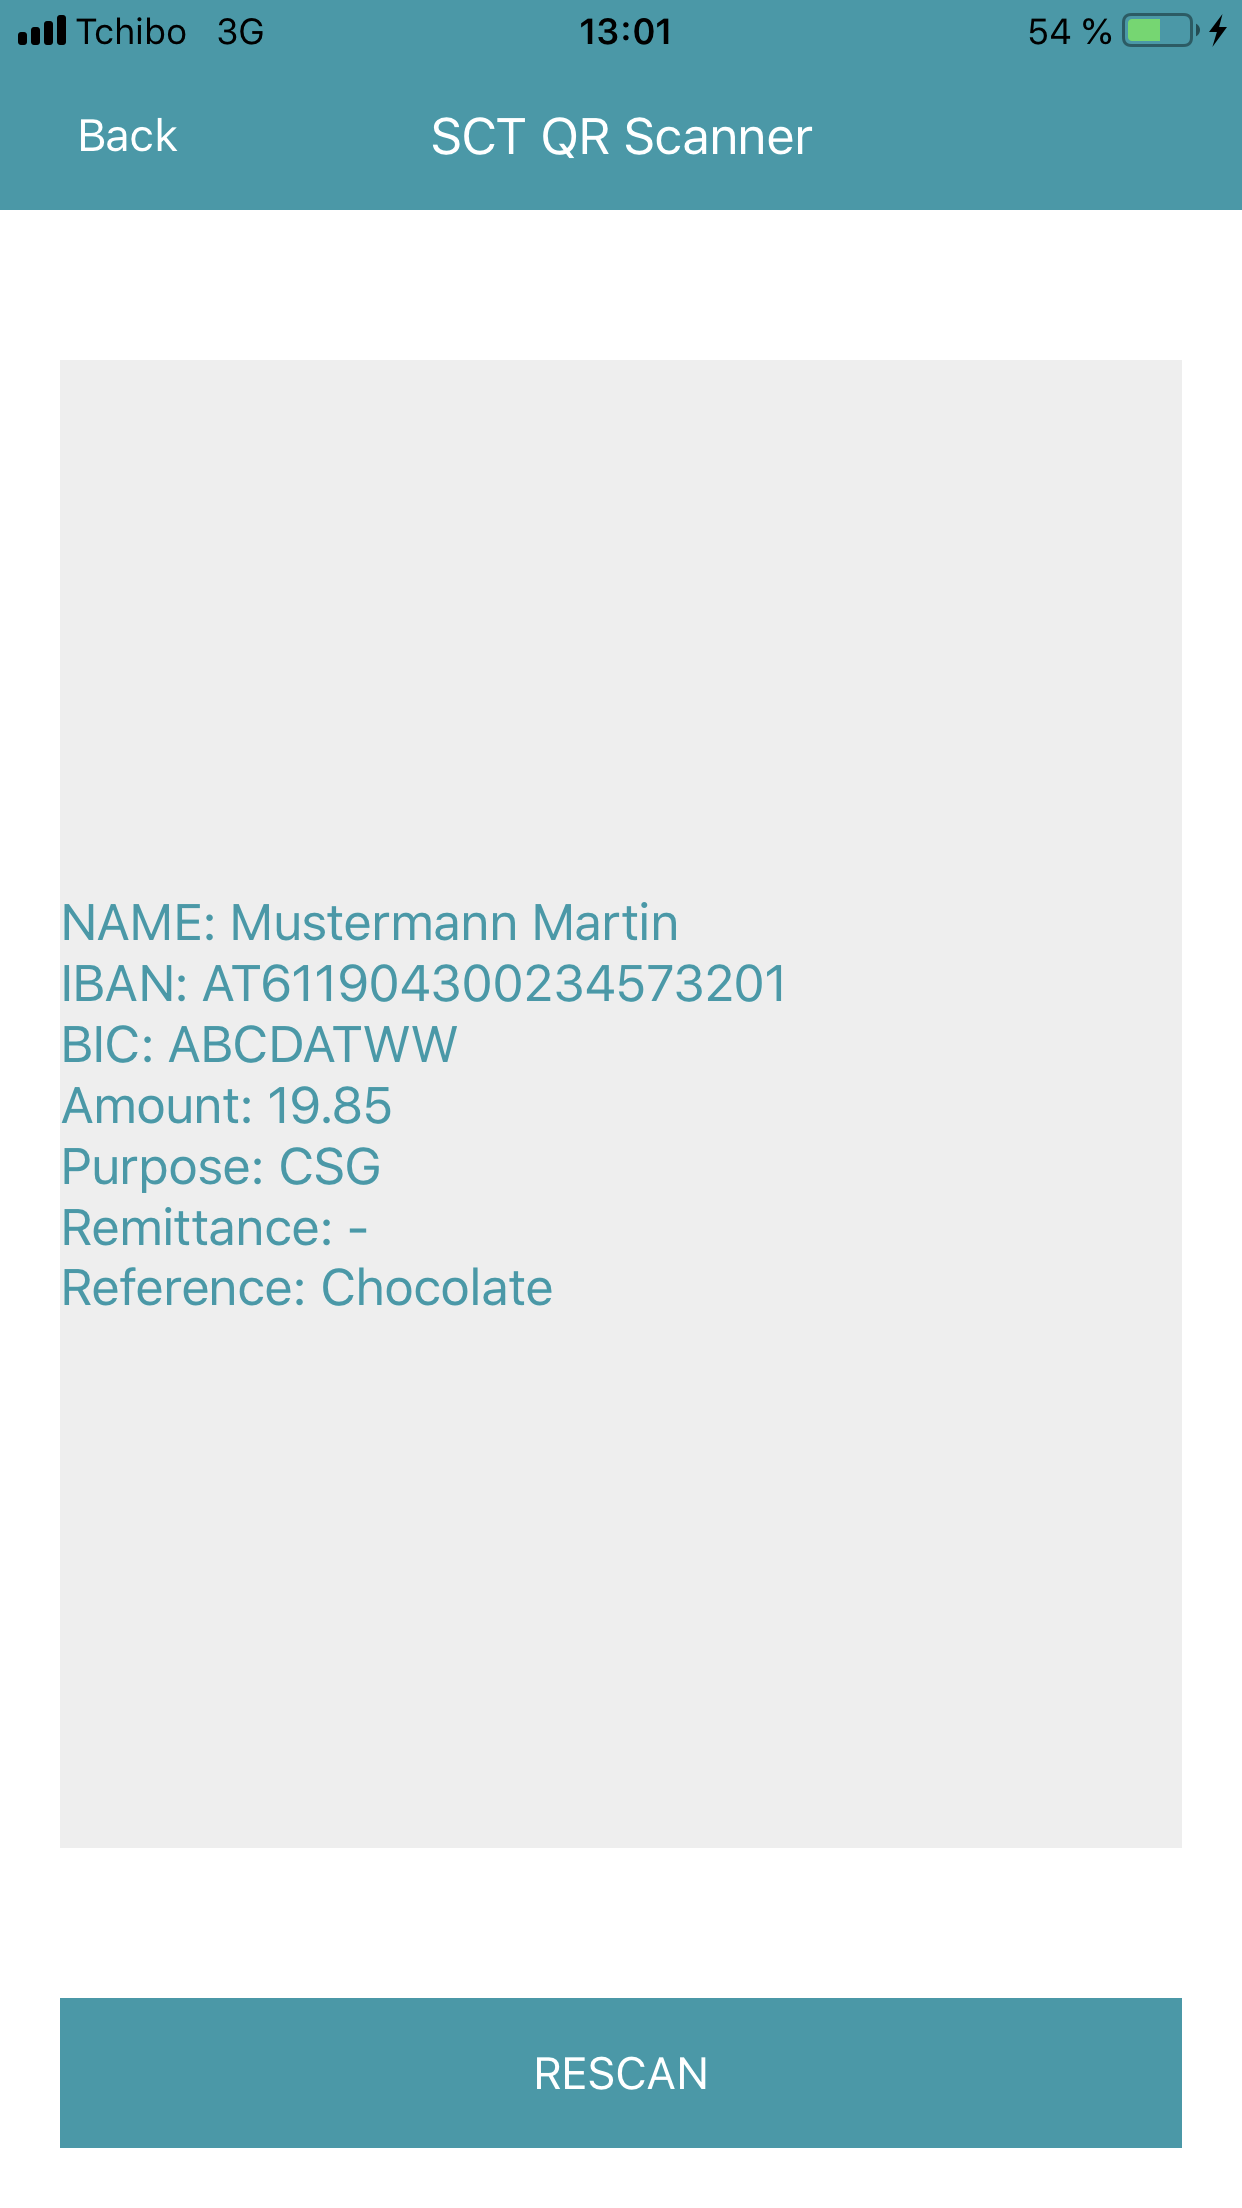 Tchibo 3G 13:01 54 %
Back SCT QR Scanner
NAME: Mustermann Martin
IBAN: AT611904300234573201
BIC: ABCDATWW
Amount: 19.85
Purpose: CSG
Remittance: -
Reference: Chocolate
RESCAN